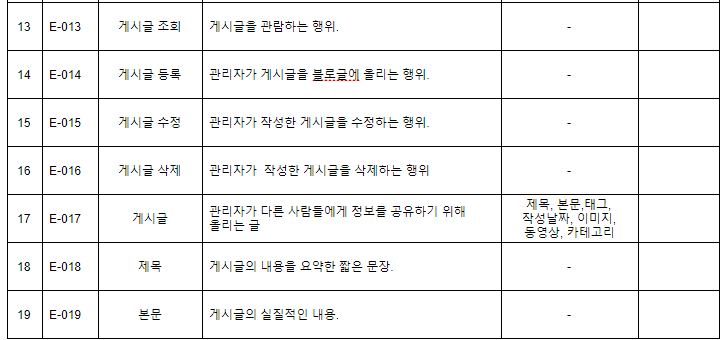 13 E-013 게시글 조회 게시글을 관람하는 행위. -
14 E-014 게시글 등록 관리자가 게시글을 블로글에 올리는 행위. -
15 E-015 게시글 수정 관리자가 작성한 게시글을 수정하는 행위. -
16 E-016 게시글 삭제 관리자가  작성한 게시글을 삭제하는 행위 -
17 E-017 게시글 관리자가 다른 사람들에게 정보를 공유하기 위해
올리는 글
제목, 본문,태그,
작성날짜, 이미지,
동영상, 카테고리
18 E-018 제목 게시글의 내용을 요약한 짧은 문장. -
19 E-019 본문 게시글의 실질적인 내용. -